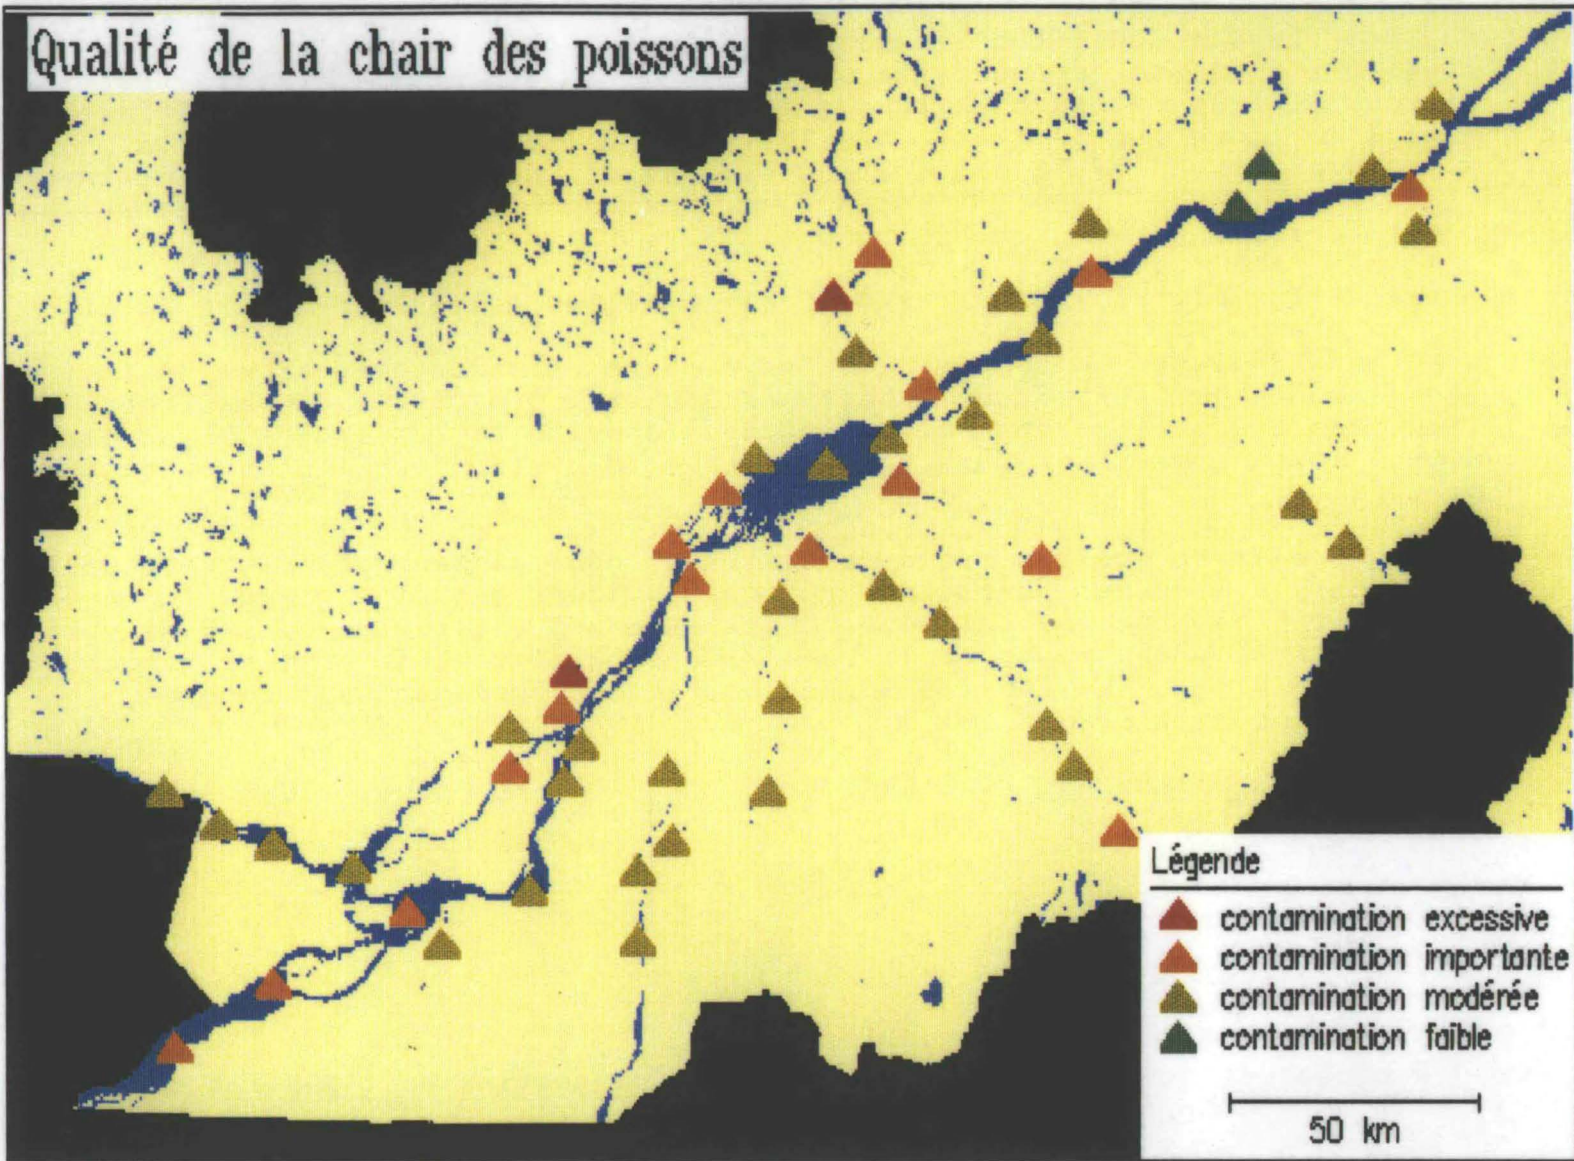 Qualité de la chair des poissons
Légende
contamination excessive
contamination importante
contamination modérée
contamination faible
50 km